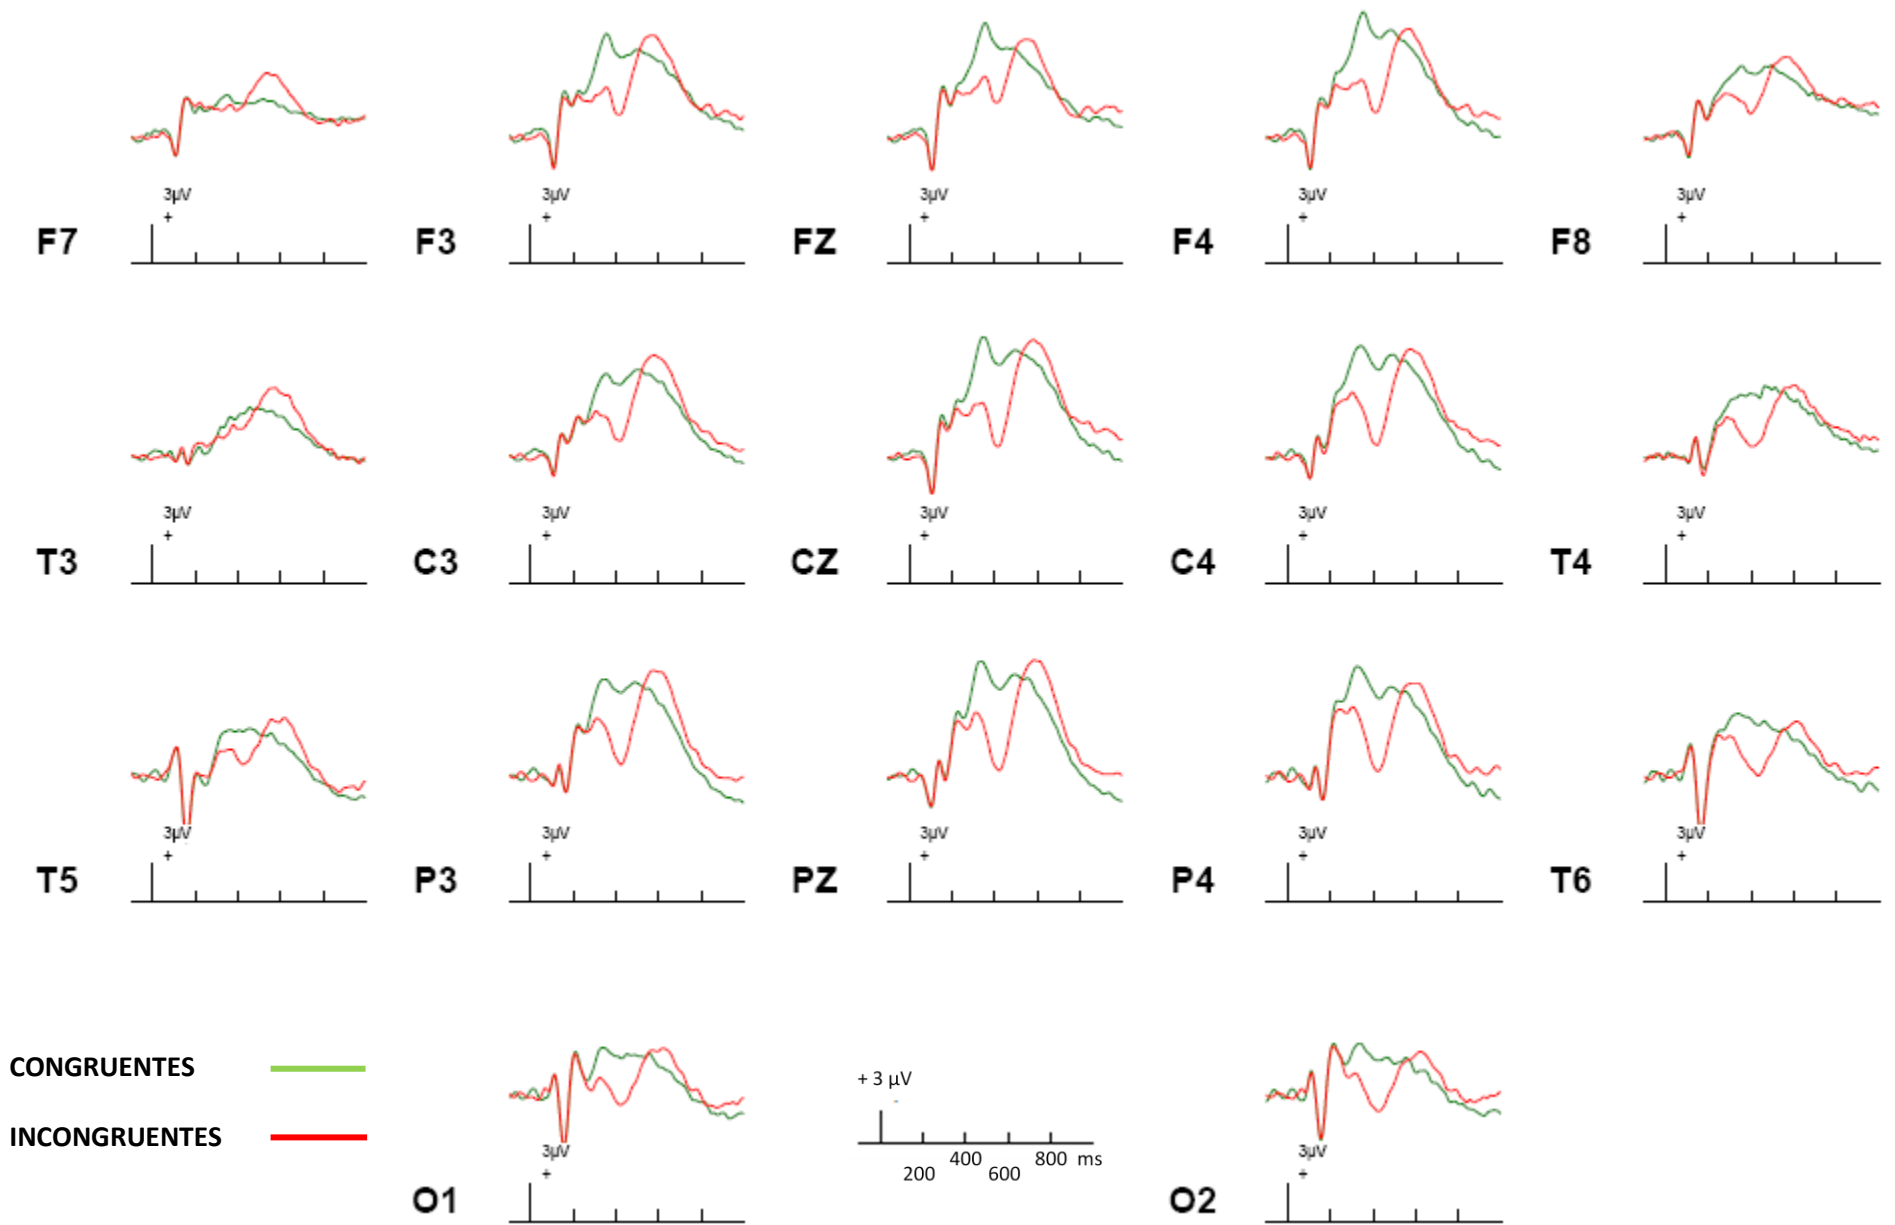 3µV
+
F7
3µV
+
F3
3µV
+
FZ
3µV
+
F4
3µV
+
F8
3µV
+
T3
3µV
+
C3
3µV
+
CZ
3µV
+
C4
3µV
+
T4
3µV
+
T5
3µV
+
P3
3µV
+
PZ
3µV
+
P4
3µV
+
T6
CONGRUENTES
INCONGRUENTES
3µV
+
O1
+ 3 µV
200 400 600 800 ms
3µV
+
O2